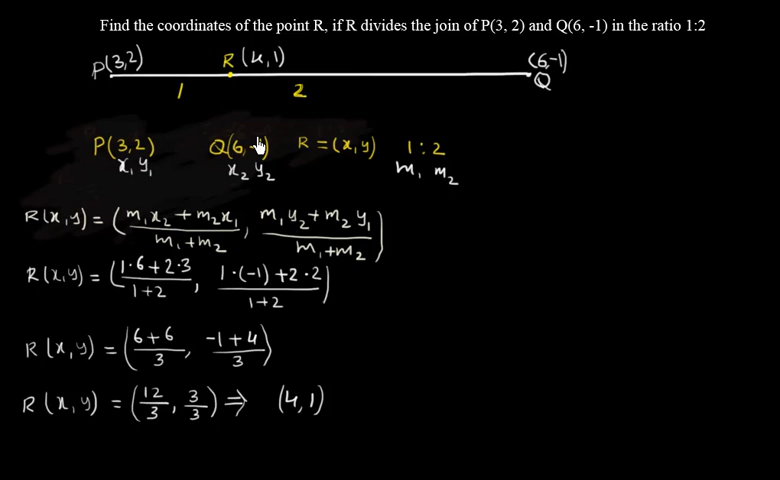 Find the coordinates of the point R, if R divides the join of P(3, 2) and Q(6, -1) in the ratio 1:2
P(3,2) R (4,1) (6,-1)
Q
1 2
P(3,2) Q(6,-1) R = (x,y) 1 : 2
x₁ y₁ x₂ y₂ m₁ m₂
R(x,y) = (m₁x₂ + m₂x₁ / m₁+m₂ , m₁y₂ + m₂y₁ / m₁+m₂)
R(x,y) = (1·6 + 2·3 / 1+2 , 1·(-1) + 2·2 / 1+2)
R(x,y) = (6+6 / 3 , -1+4 / 3)
R(x,y) = (12/3 , 3/3) ⇒ (4,1)